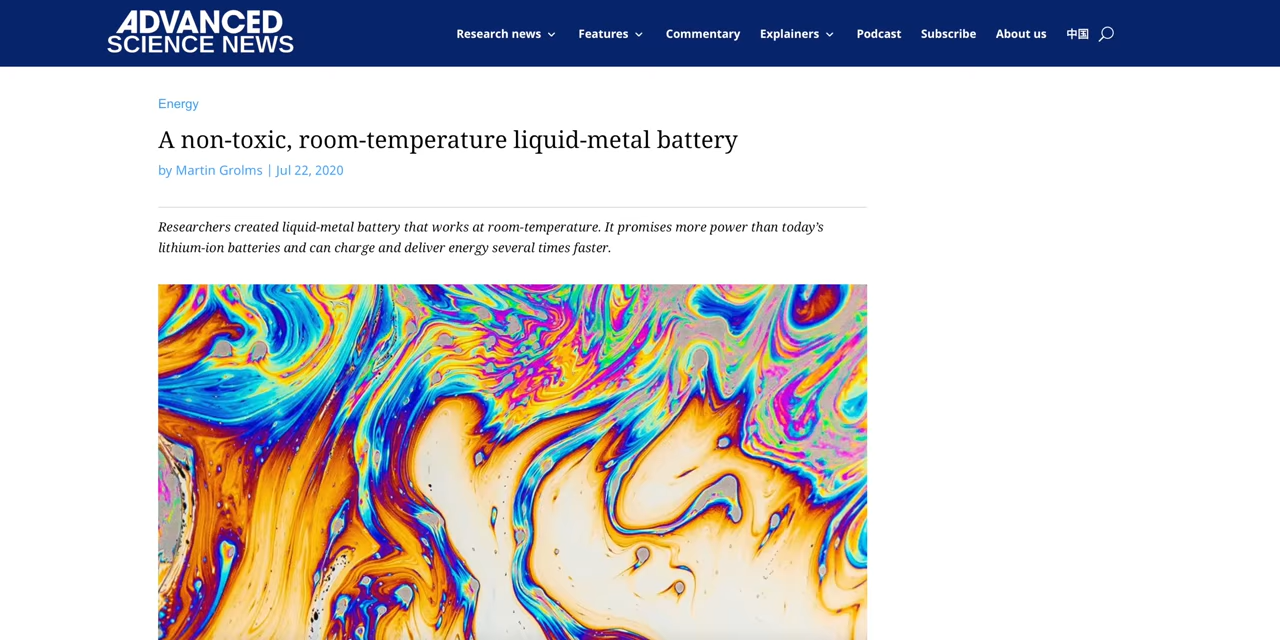 ADVANCED
SCIENCE NEWS
Research news Features Commentary Explainers Podcast Subscribe About us 中国
Energy
A non-toxic, room-temperature liquid-metal battery
by Martin Grolms | Jul 22, 2020
Researchers created liquid-metal battery that works at room-temperature. It promises more power than today’s
lithium-ion batteries and can charge and deliver energy several times faster.